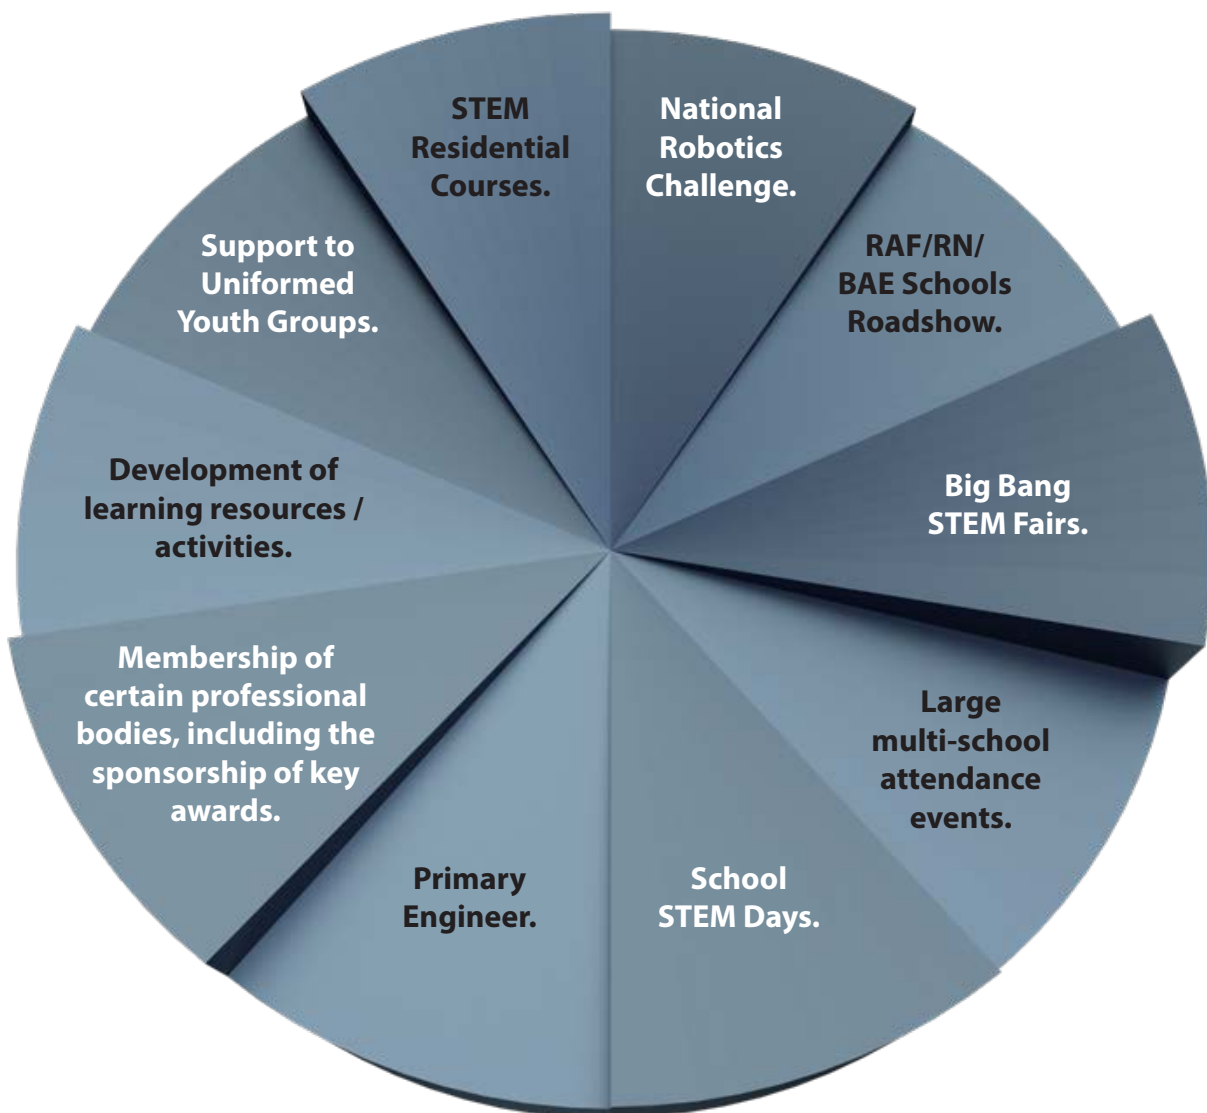 STEM
Residential
Courses.
National
Robotics
Challenge.
RAF/RN/
BAE Schools
Roadshow.
Big Bang
STEM Fairs.
Large
multi-school
attendance
events.
School
STEM Days.
Primary
Engineer.
Membership of
certain professional
bodies, including the
sponsorship of key
awards.
Development of
learning resources /
activities.
Support to
Uniformed
Youth Groups.